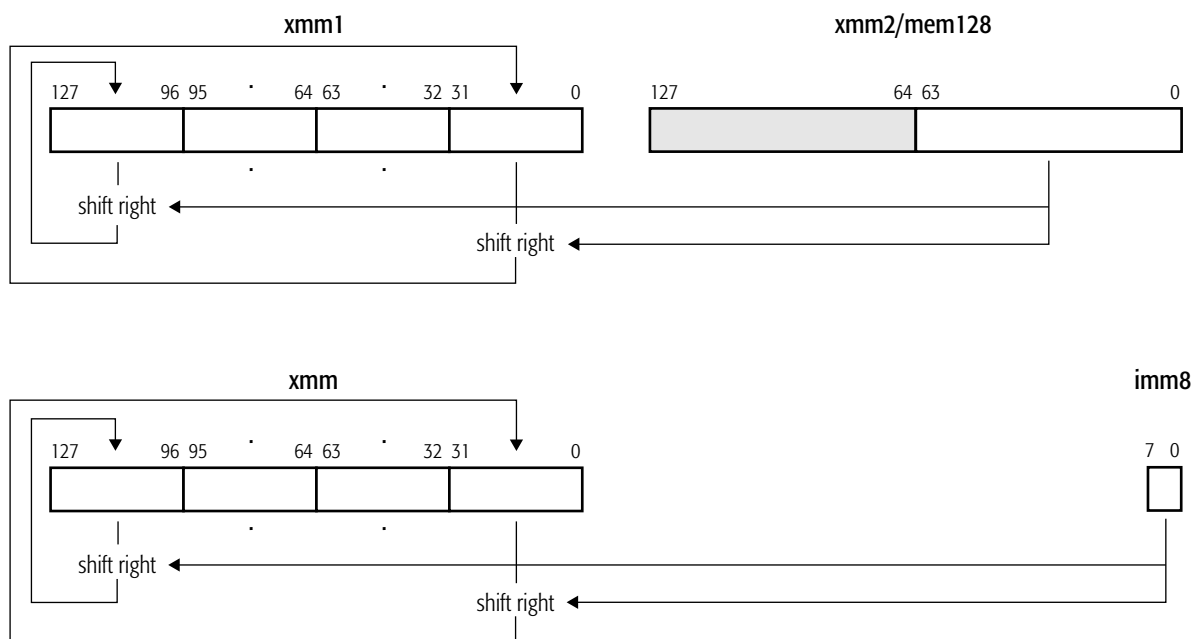 xmm1 xmm2/mem128
127 96 95 . 64 63 . 32 31 0 127 64 63 0
. .
shift right
shift right
xmm imm8
127 96 95 . 64 63 . 32 31 0 7 0
. .
shift right
shift right